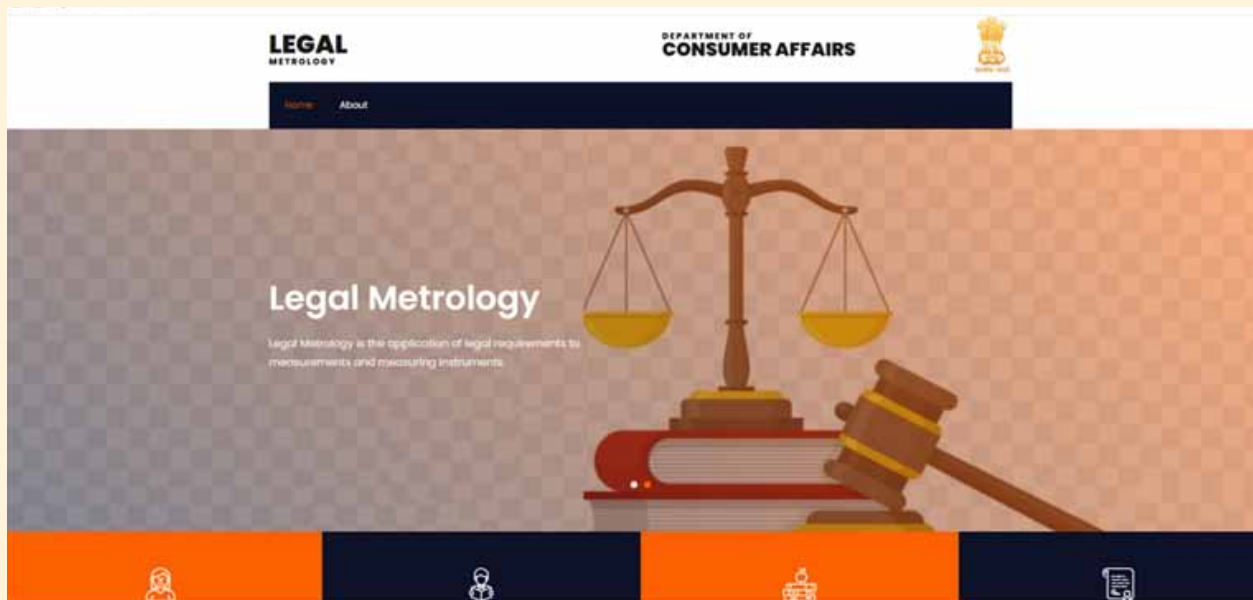 LEGAL
METROLOGY
DEPARTMENT OF
CONSUMER AFFAIRS
Home
About
Legal Metrology
Legal Metrology is the application of legal requirements to
measurements and measuring instruments